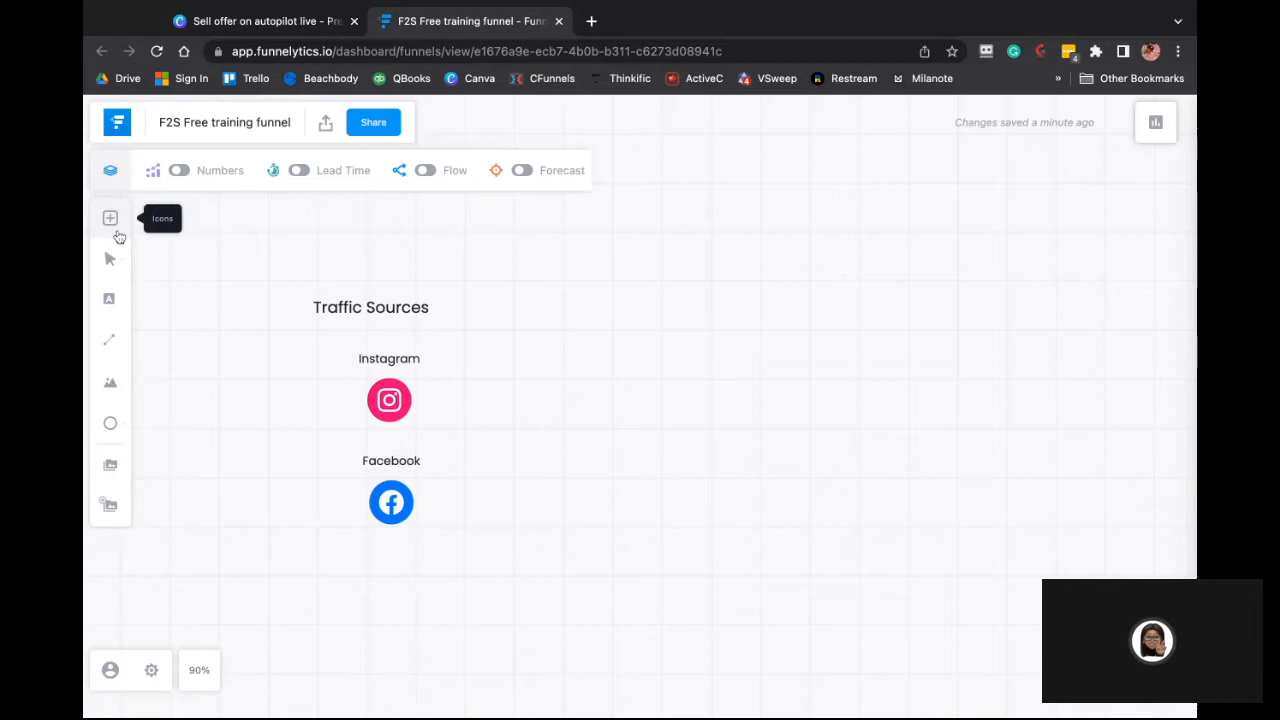 Sell offer on autopilot live - Pre
F2S Free training funnel - Funn
app.funnelytics.io/dashboard/funnels/view/e1676a9e-ecb7-4b0b-b311-c6273d08941c
4
Drive
Sign In
Trello
Beachbody
QBooks
Canva
CFunnels
Thinkific
ActiveC
VSweep
Restream
Milanote
»
Other Bookmarks
F2S Free training funnel
Share
Changes saved a minute ago
Numbers
Lead Time
Flow
Forecast
Icons
Traffic Sources
Instagram
Facebook
90%